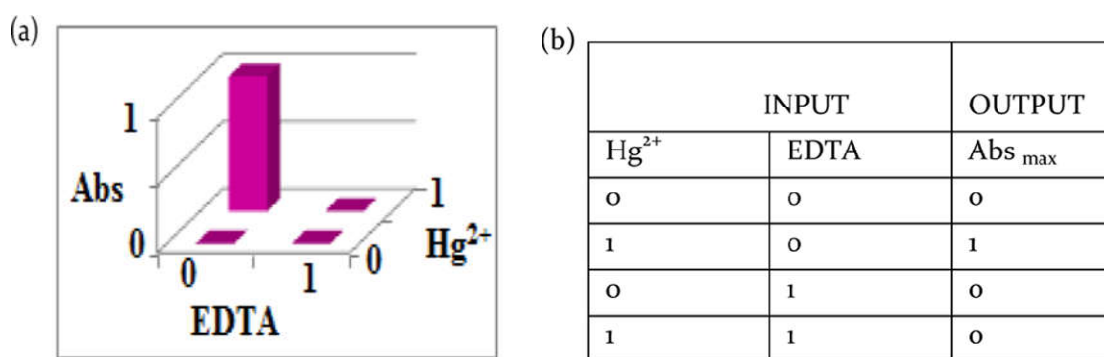 (a)
1
Abs
0
0
1
EDTA
0
Hg²⁺
1
(b)
INPUT OUTPUT
Hg²⁺ EDTA Abs max
0 0 0
1 0 1
0 1 0
1 1 0